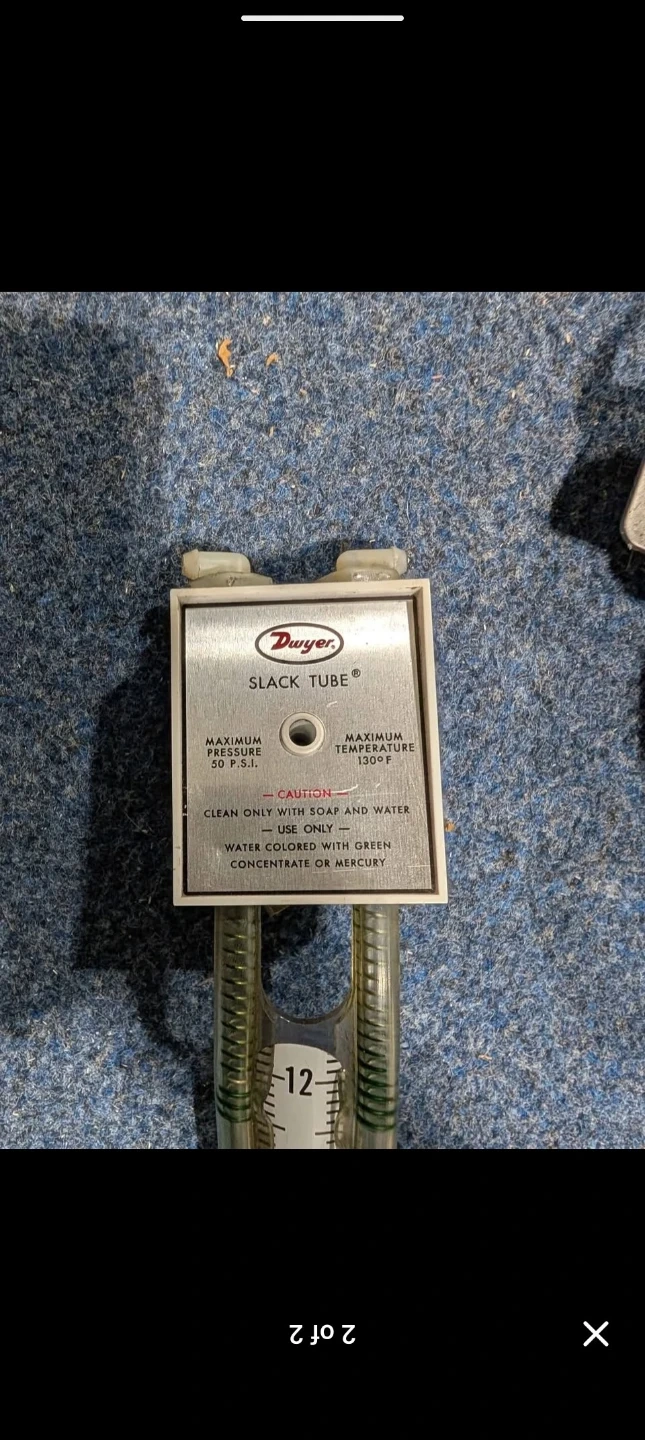 Dwyer®
SLACK TUBE®
MAXIMUM
PRESSURE
50 P.S.I.
MAXIMUM
TEMPERATURE
130°F
— CAUTION —
CLEAN ONLY WITH SOAP AND WATER
— USE ONLY —
WATER COLORED WITH GREEN
CONCENTRATE OR MERCURY
12
2 of 2